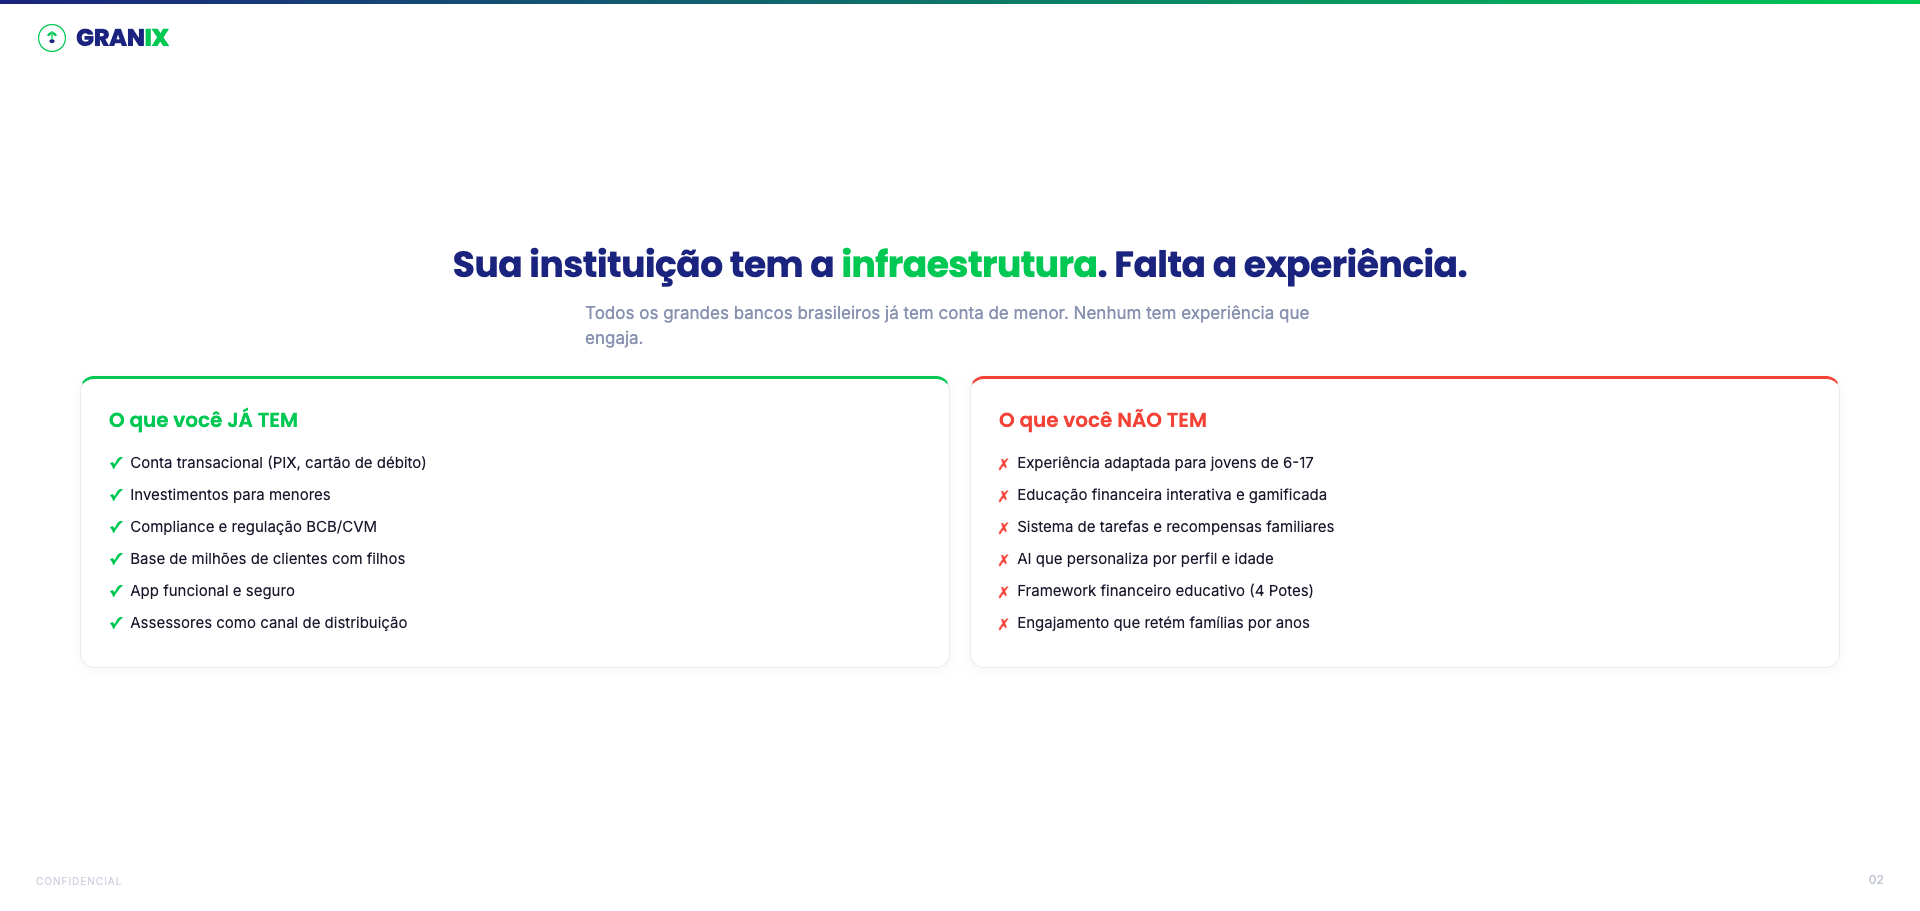 GRANIX
Sua instituição tem a infraestrutura. Falta a experiência.
Todos os grandes bancos brasileiros já tem conta de menor. Nenhum tem experiência que
engaja.
O que você JÁ TEM
✓ Conta transacional (PIX, cartão de débito)
✓ Investimentos para menores
✓ Compliance e regulação BCB/CVM
✓ Base de milhões de clientes com filhos
✓ App funcional e seguro
✓ Assessores como canal de distribuição
O que você NÃO TEM
✗ Experiência adaptada para jovens de 6-17
✗ Educação financeira interativa e gamificada
✗ Sistema de tarefas e recompensas familiares
✗ AI que personaliza por perfil e idade
✗ Framework financeiro educativo (4 Potes)
✗ Engajamento que retém famílias por anos
CONFIDENCIAL
02